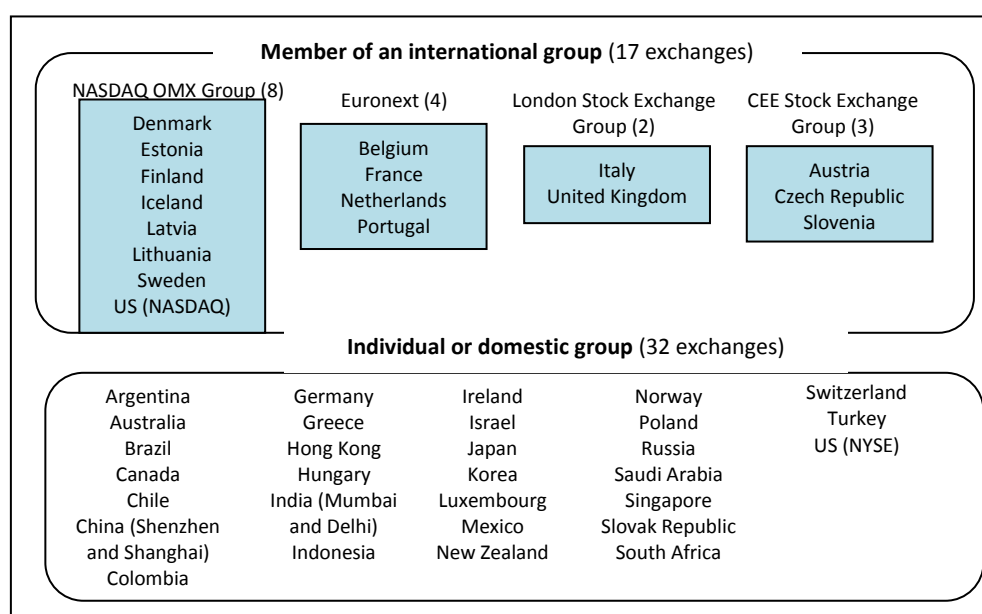 Member of an international group (17 exchanges)
NASDAQ OMX Group (8)
Denmark
Estonia
Finland
Iceland
Latvia
Lithuania
Sweden
US (NASDAQ)
Euronext (4)
Belgium
France
Netherlands
Portugal
London Stock Exchange
Group (2)
Italy
United Kingdom
CEE Stock Exchange
Group (3)
Austria
Czech Republic
Slovenia
Individual or domestic group (32 exchanges)
Argentina
Australia
Brazil
Canada
Chile
China (Shenzhen
and Shanghai)
Colombia
Germany
Greece
Hong Kong
Hungary
India (Mumbai
and Delhi)
Indonesia
Ireland
Israel
Japan
Korea
Luxembourg
Mexico
New Zealand
Norway
Poland
Russia
Saudi Arabia
Singapore
Slovak Republic
South Africa
Switzerland
Turkey
US (NYSE)